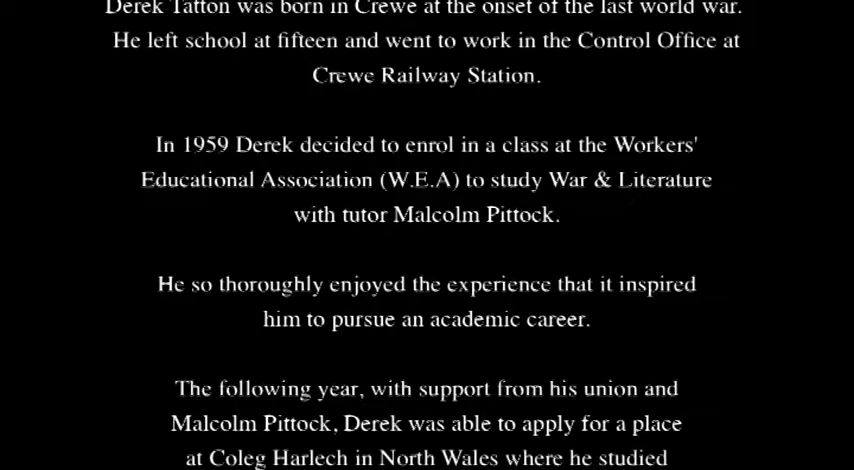 Derek Tatton was born in Crewe at the onset of the last world war.
He left school at fifteen and went to work in the Control Office at
Crewe Railway Station.
In 1959 Derek decided to enrol in a class at the Workers'
Educational Association (W.E.A) to study War & Literature
with tutor Malcolm Pittock.
He so thoroughly enjoyed the experience that it inspired
him to pursue an academic career.
The following year, with support from his union and
Malcolm Pittock, Derek was able to apply for a place
at Coleg Harlech in North Wales where he studied